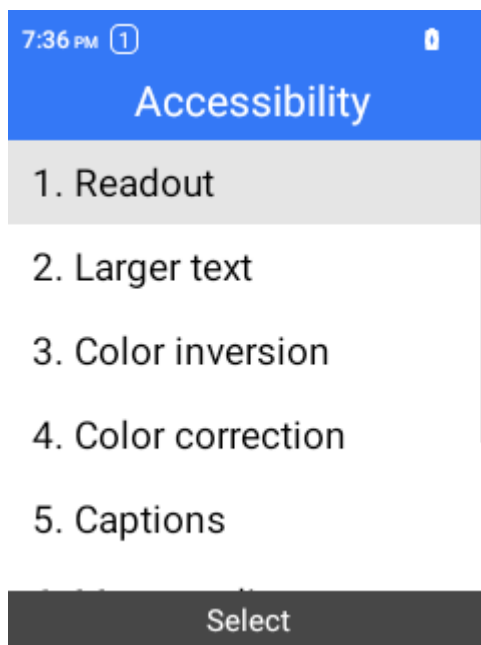 7:36 PM 1
Accessibility
1. Readout
2. Larger text
3. Color inversion
4. Color correction
5. Captions
Select